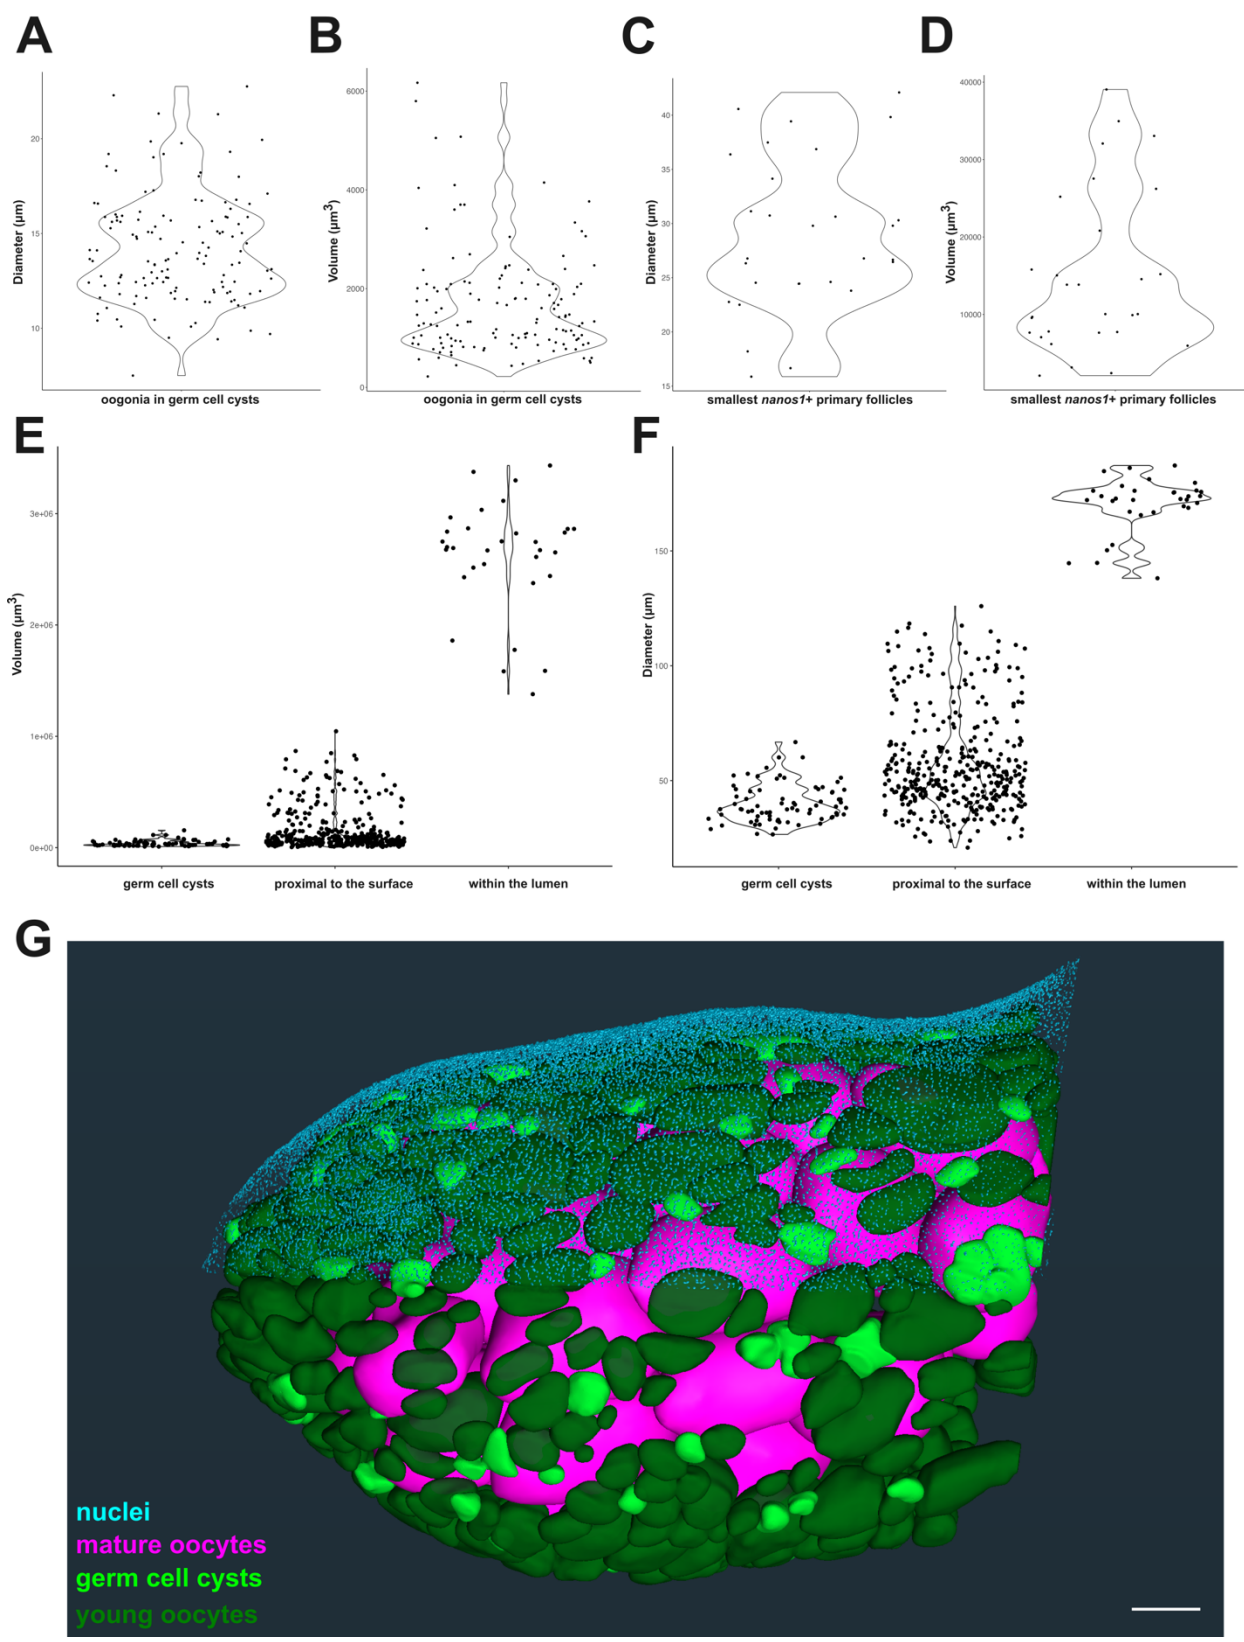 A
B
C
D
Diameter (µm)
20
15
10
oogonia in germ cell cysts
Volume (µm³)
6000
4000
2000
0
oogonia in germ cell cysts
Diameter (µm)
40
35
30
25
20
15
smallest nanos1+ primary follicles
Volume (µm³)
40000
30000
20000
10000
smallest nanos1+ primary follicles
E
F
Volume (µm³)
3e+06
2e+06
1e+06
0e+00
germ cell cysts
proximal to the surface
within the lumen
Diameter (µm)
150
100
50
germ cell cysts
proximal to the surface
within the lumen
G
nuclei
mature oocytes
germ cell cysts
young oocytes